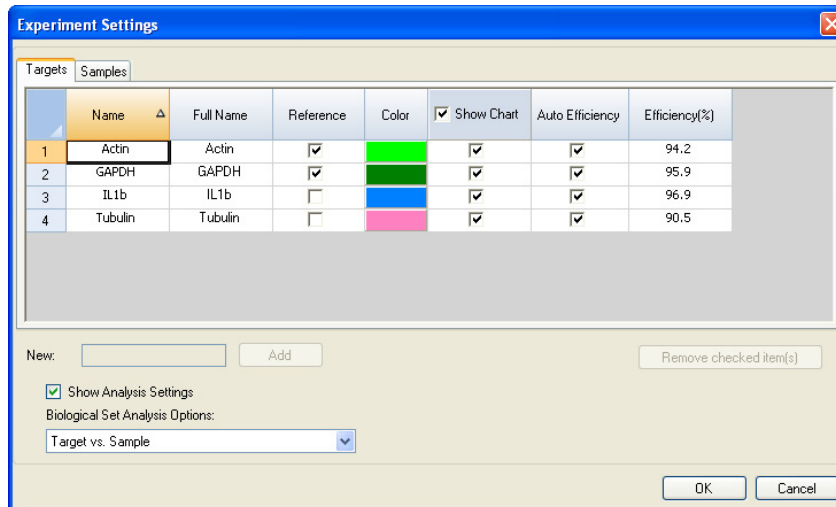 Experiment Settings
Targets Samples
Name Full Name Reference Color Show Chart Auto Efficiency Efficiency(%)
1 Actin Actin 94.2
2 GAPDH GAPDH 95.9
3 IL1b IL1b 96.9
4 Tubulin Tubulin 90.5
New: Add Remove checked item(s)
Show Analysis Settings
Biological Set Analysis Options:
Target vs. Sample
OK Cancel